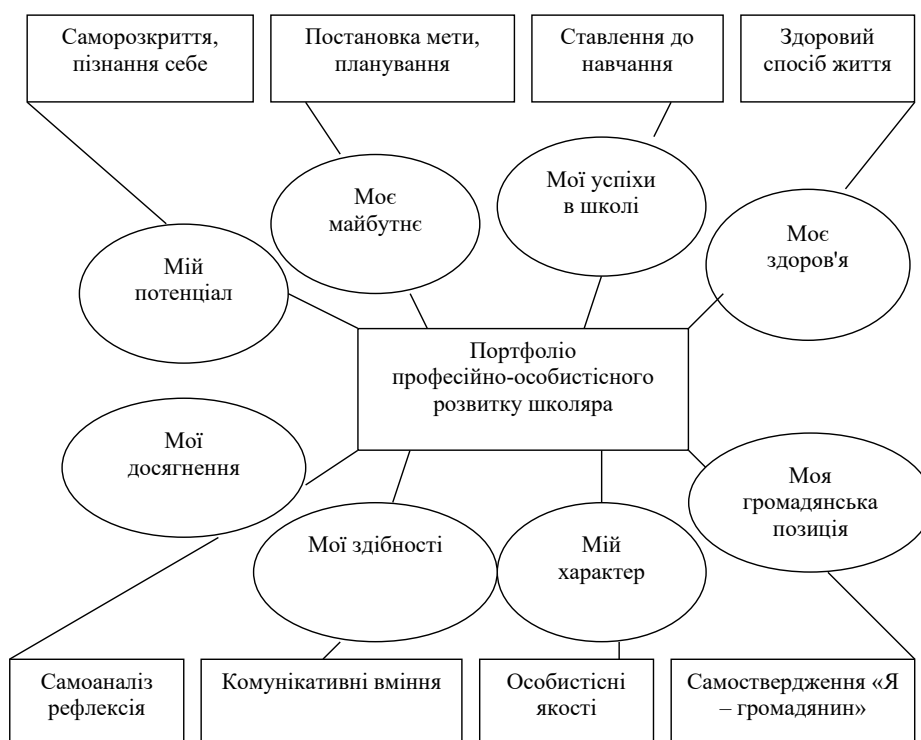 Саморозкриття,
пізнання себе
Постановка мети,
планування
Ставлення до
навчання
Здоровий
спосіб життя
Моє
майбутнє
Мої успіхи
в школі
Мій
потенціал
Моє
здоров'я
Портфоліо
професійно-особистісного
розвитку школяра
Мої
досягнення
Моя
громадянська
позиція
Мої здібності
Мій
характер
Самоаналіз
рефлексія
Комунікативні вміння
Особистісні
якості
Самоствердження «Я
– громадянин»